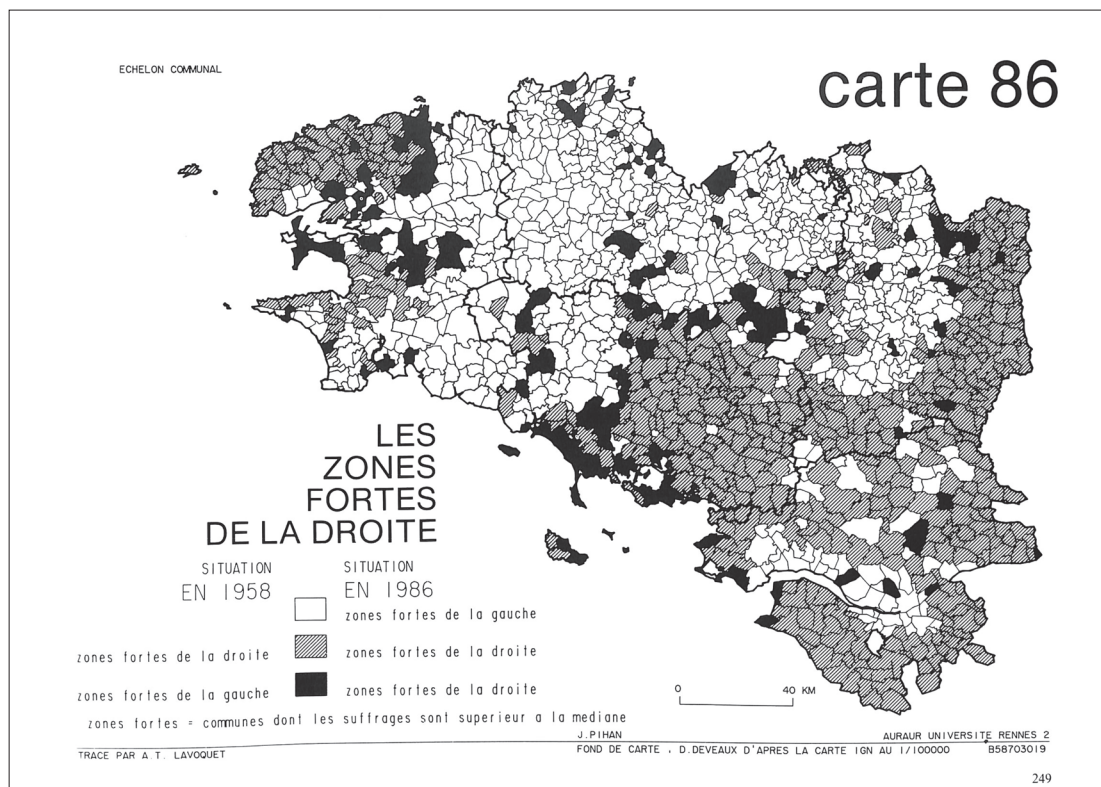 ECHELON COMMUNAL
carte 86
LES
ZONES
FORTES
DE LA DROITE
SITUATION
EN 1958
SITUATION
EN 1986
zones fortes de la gauche
zones fortes de la droite
zones fortes de la droite
zones fortes de la gauche
zones fortes de la droite
zones fortes = communes dont les suffrages sont superieur a la mediane
0 40 KM
J.PIHAN
AURAUR UNIVERSITE RENNES 2
TRACE PAR A.T. LAVOQUET
FOND DE CARTE . D.DEVEAUX D'APRES LA CARTE IGN AU 1/100000
B58703019
249